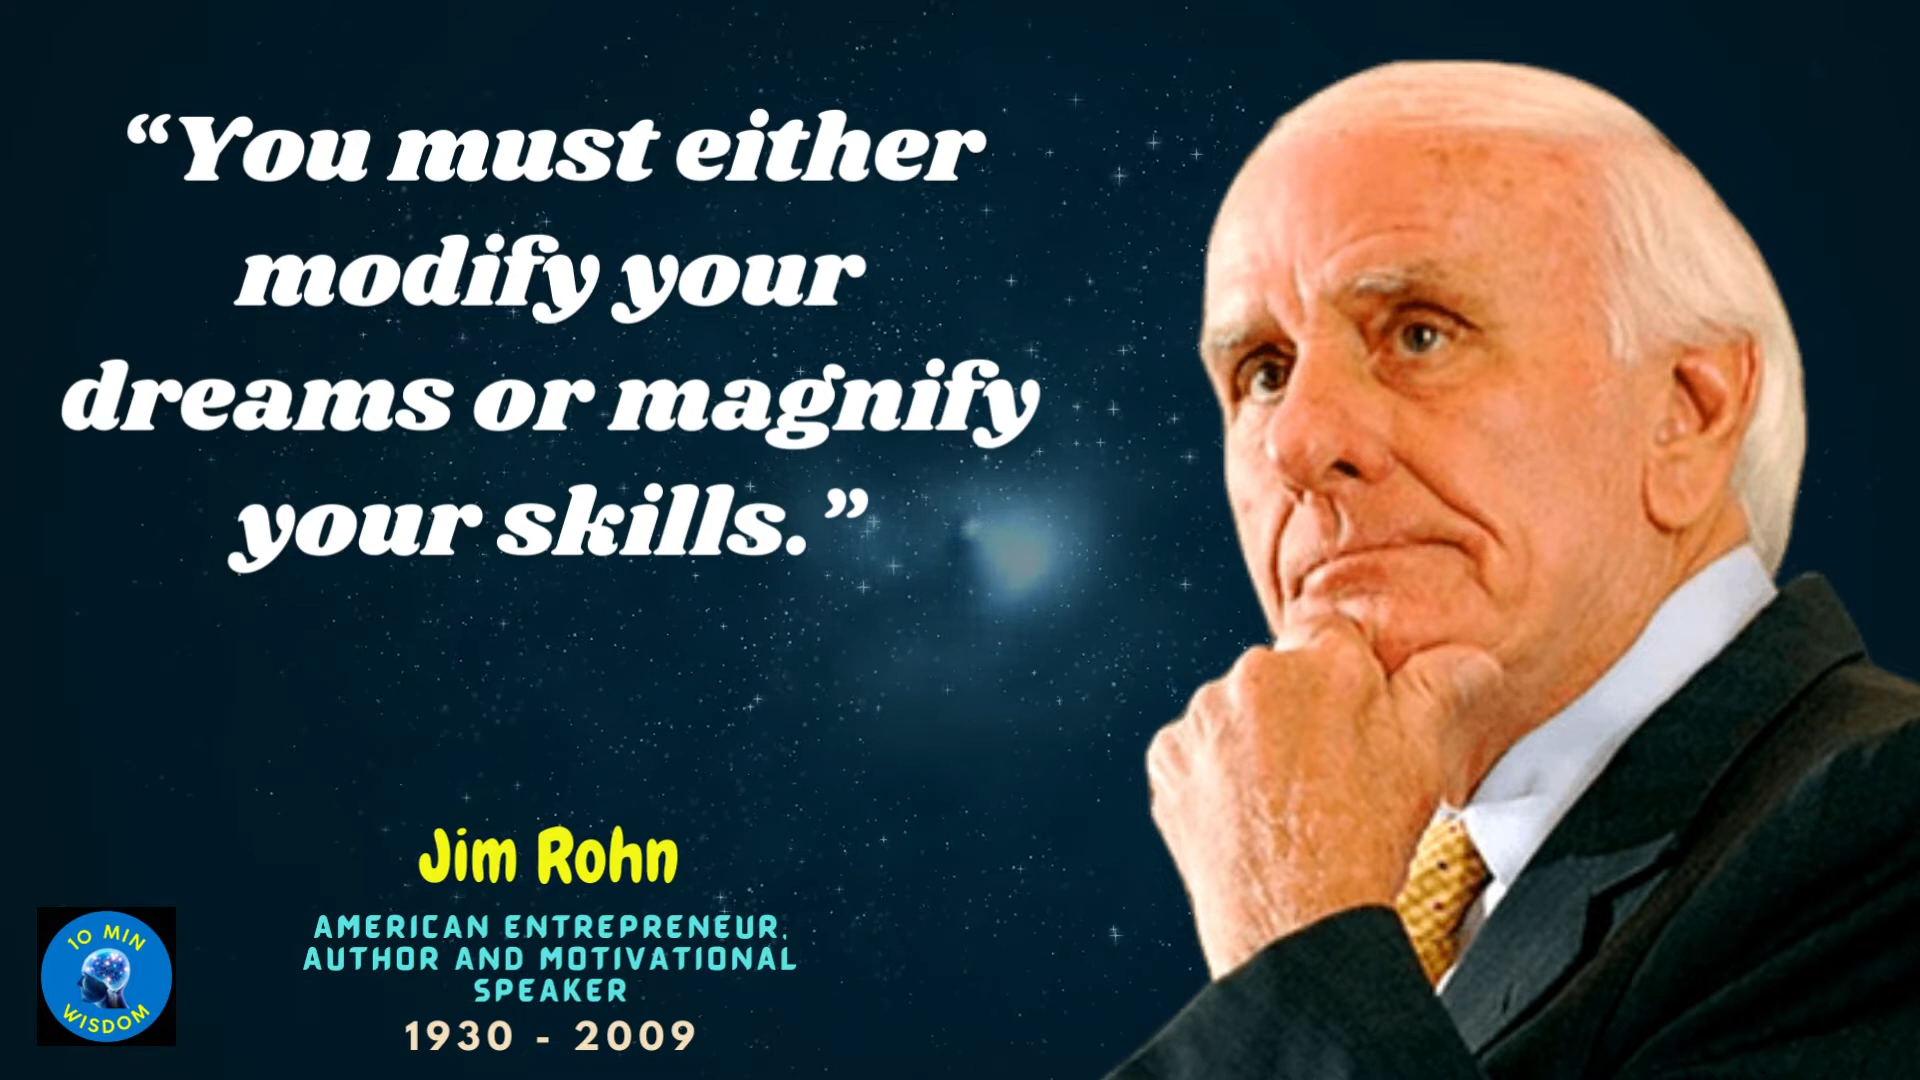 “You must either
modify your
dreams or magnify
your skills.”
Jim Rohn
AMERICAN ENTREPRENEUR,
AUTHOR AND MOTIVATIONAL
SPEAKER
1930 - 2009
10 MIN
WISDOM